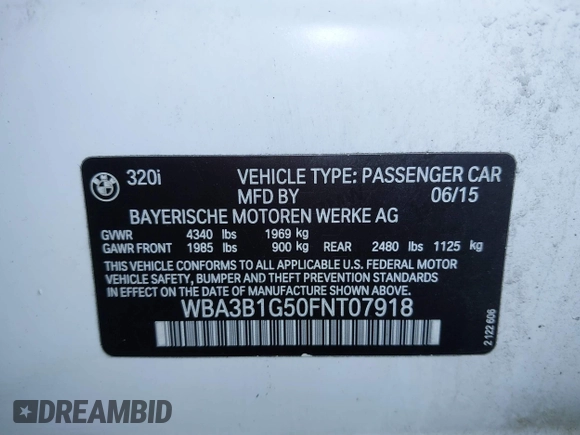 BMW
320i VEHICLE TYPE: PASSENGER CAR
MFD BY 06/15
BAYERISCHE MOTOREN WERKE AG
GVWR 4340 lbs 1969 kg
GAWR FRONT 1985 lbs 900 kg REAR 2480 lbs 1125 kg
THIS VEHICLE CONFORMS TO ALL APPLICABLE U.S. FEDERAL MOTOR
VEHICLE SAFETY, BUMPER, AND THEFT PREVENTION STANDARDS
IN EFFECT ON THE DATE OF MANUFACTURE SHOWN ABOVE.
WBA3B1G50FNT07918
2 122 606
DREAMBID